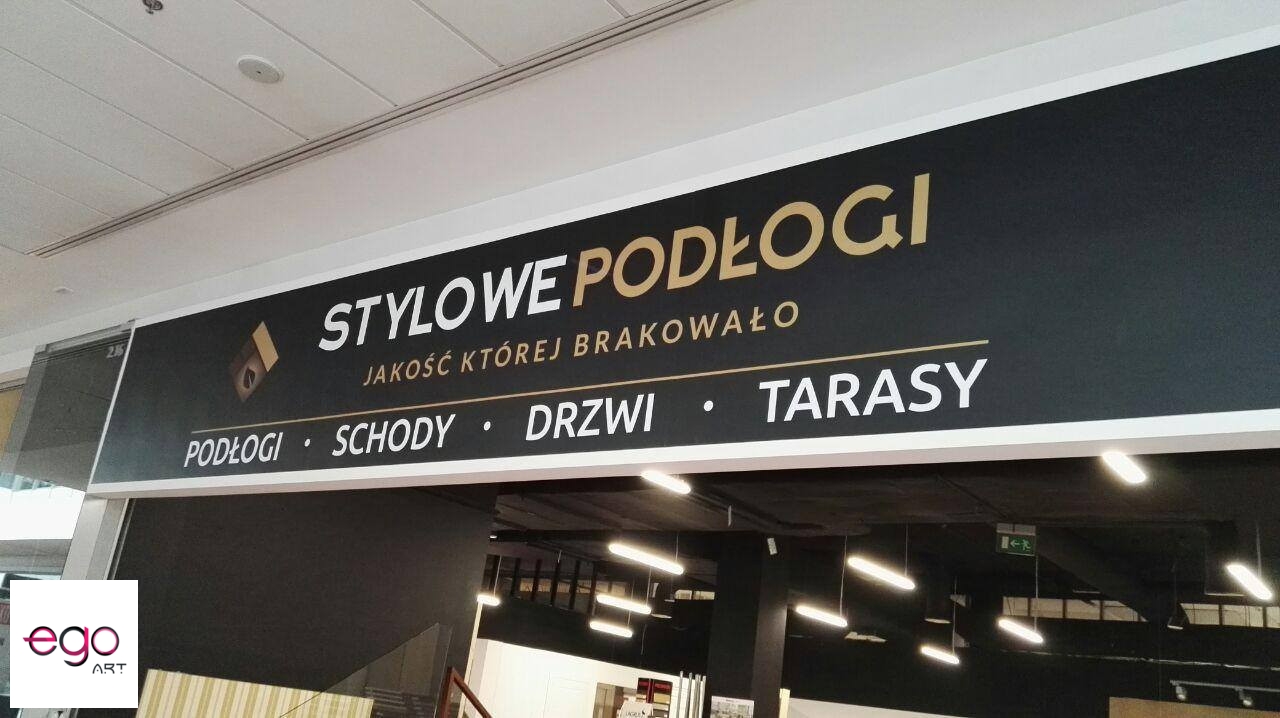 STYLOWE PODŁOGI
JAKOŚĆ KTÓREJ BRAKOWAŁO
PODŁOGI • SCHODY • DRZWI • TARASY
ego
ART